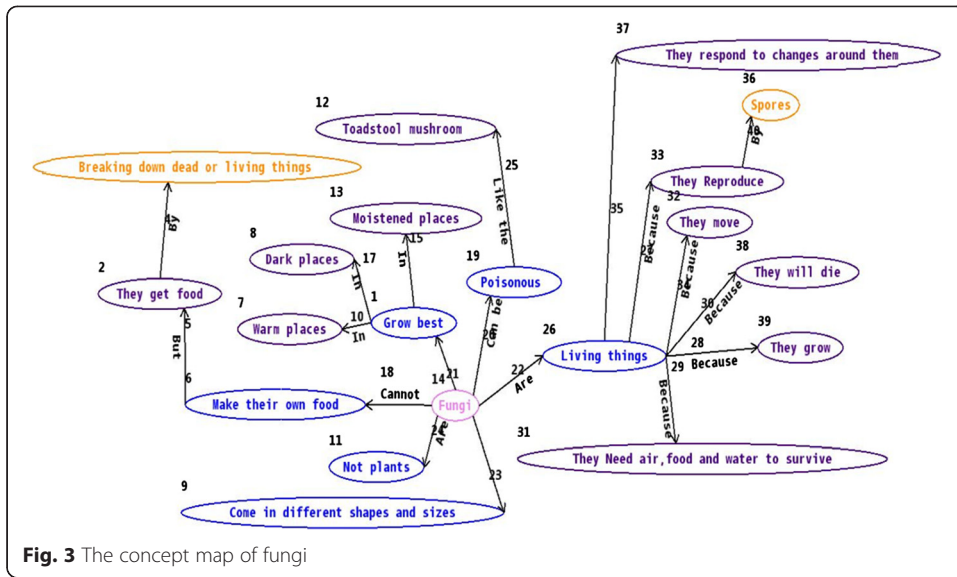 37
They respond to changes around them
36
Spores
12
Toadstool mushroom
By
25
33
Breaking down dead or living things
They Reproduce
13
32
Like the
Moistened places
35
They move
By
15
8
17
In
19
Because
38
Dark places
In
2
Poisonous
Because
They will die
They get food
7
1
30
10
Grow best
Can be
26
Because
39
Warm places
In
5
Living things
28
They grow
But
18
14
21
22
29
Because
6
Cannot
Are
Make their own food
Fungi
Because
11
Are
31
Not plants
They Need air,food and water to survive
23
9
Come in different shapes and sizes
Fig. 3 The concept map of fungi